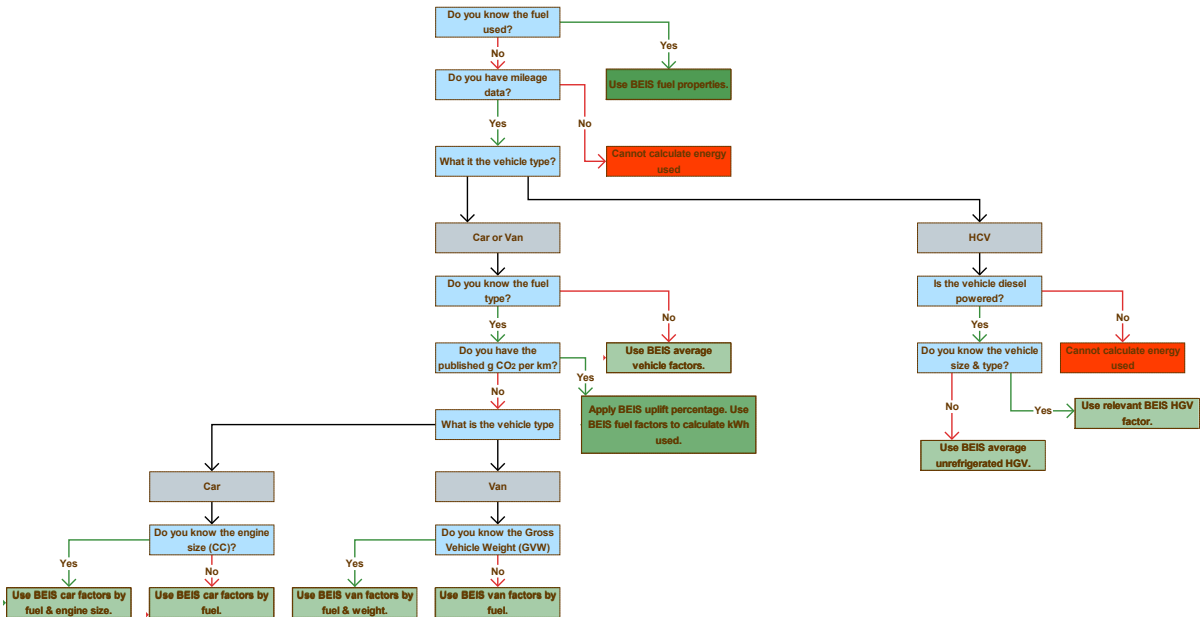 Do you know the fuel
used?
Yes
No
Do you have mileage
data?
Use BEIS fuel properties.
Yes
No
What it the vehicle type?
Cannot calculate energy
used
Car or Van
HCV
Do you know the fuel
type?
Is the vehicle diesel
powered?
No
No
Yes
Yes
Do you have the
published g CO₂ per km?
Use BEIS average
vehicle factors.
Do you know the vehicle
size & type?
Cannot calculate energy
used
Yes
No
Apply BEIS uplift percentage. Use
BEIS fuel factors to calculate kWh
used.
No
Yes
Use relevant BEIS HGV
factor.
What is the vehicle type
Use BEIS average
unrefrigerated HGV.
Car
Van
Do you know the engine
size (CC)?
Do you know the Gross
Vehicle Weight (GVW)
Yes
No
Yes
No
Use BEIS car factors by
fuel & engine size.
Use BEIS car factors by
fuel.
Use BEIS van factors by
fuel & weight.
Use BEIS van factors by
fuel.